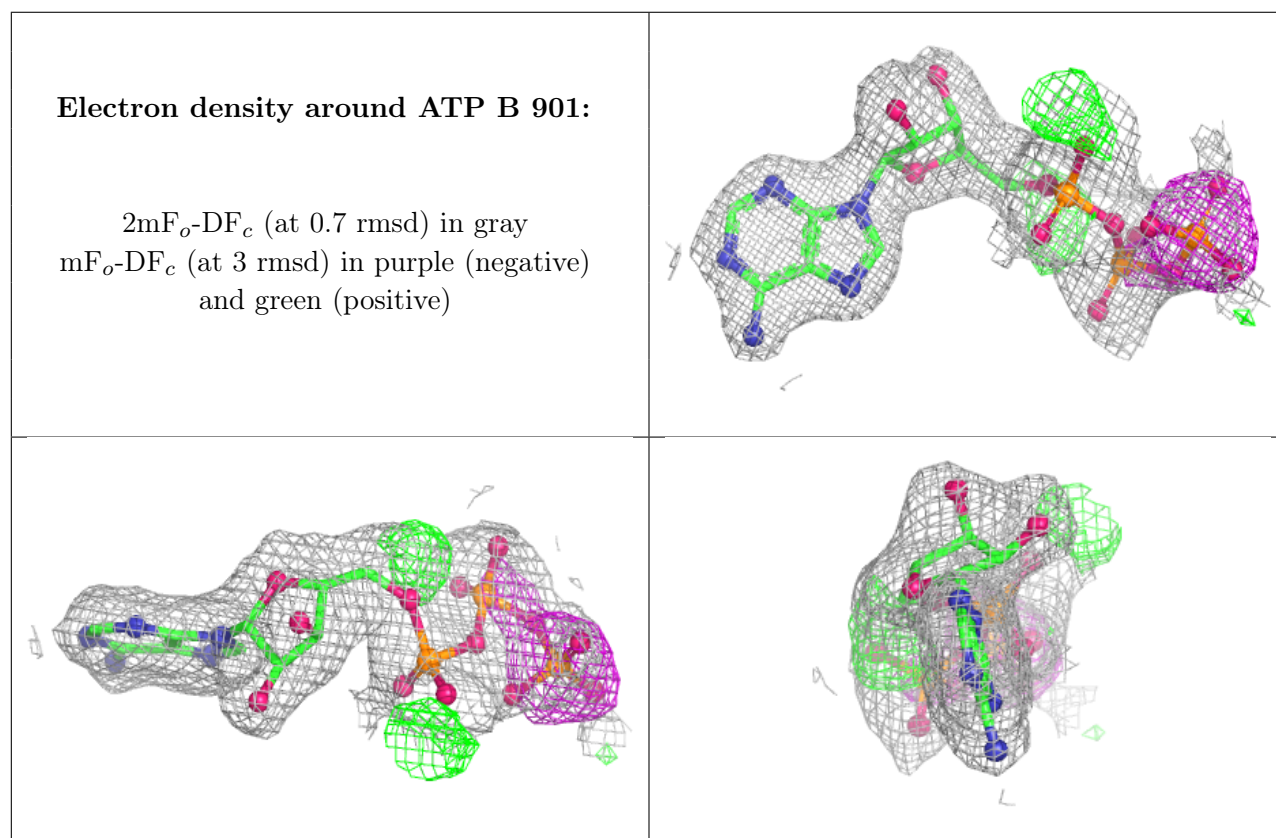 Electron density around ATP B 901:
2mFo-DFc (at 0.7 rmsd) in gray
mFo-DFc (at 3 rmsd) in purple (negative)
and green (positive)